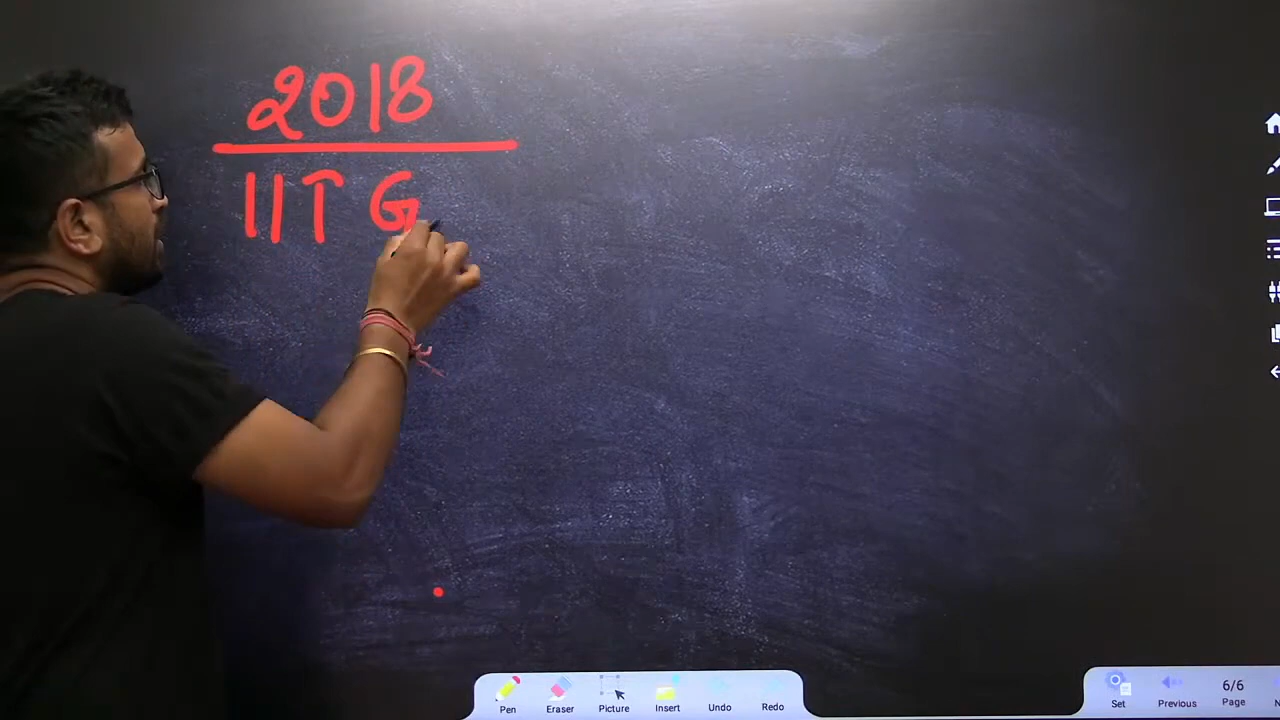 2018
IIT G
Pen Eraser Picture Insert Undo Redo
Set Previous 6/6 Page